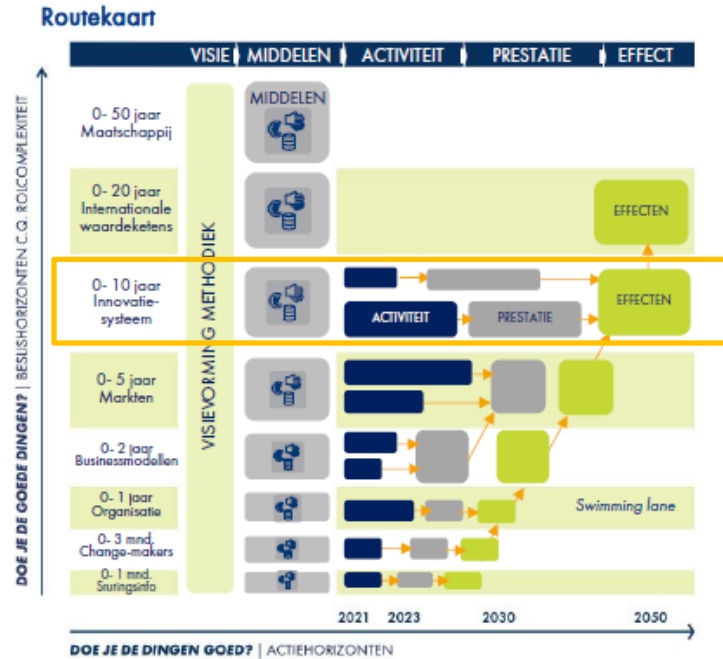 Routekaart
VISIE MIDDELEN ACTIVITEIT PRESTATIE EFFECT
DOE JE DE GOEDE DINGEN? | BESLISHORIZONTEN C.Q. ROLCOMPLEXITEIT
VISIEVORMING METHODIEK
0- 50 jaar
Maatschappij
MIDDELEN
0- 20 jaar
Internationale
waardeketens
EFFECTEN
0- 10 jaar
Innovatie-
systeem
ACTIVITEIT
PRESTATIE
EFFECTEN
0- 5 jaar
Markten
0- 2 jaar
Businessmodellen
0- 1 jaar
Organisatie
Swimming lane
0- 3 mnd.
Change-makers
0- 1 mnd.
Sruringsinfo
2021 2023 2030 2050
DOE JE DE DINGEN GOED? | ACTIEHORIZONTEN